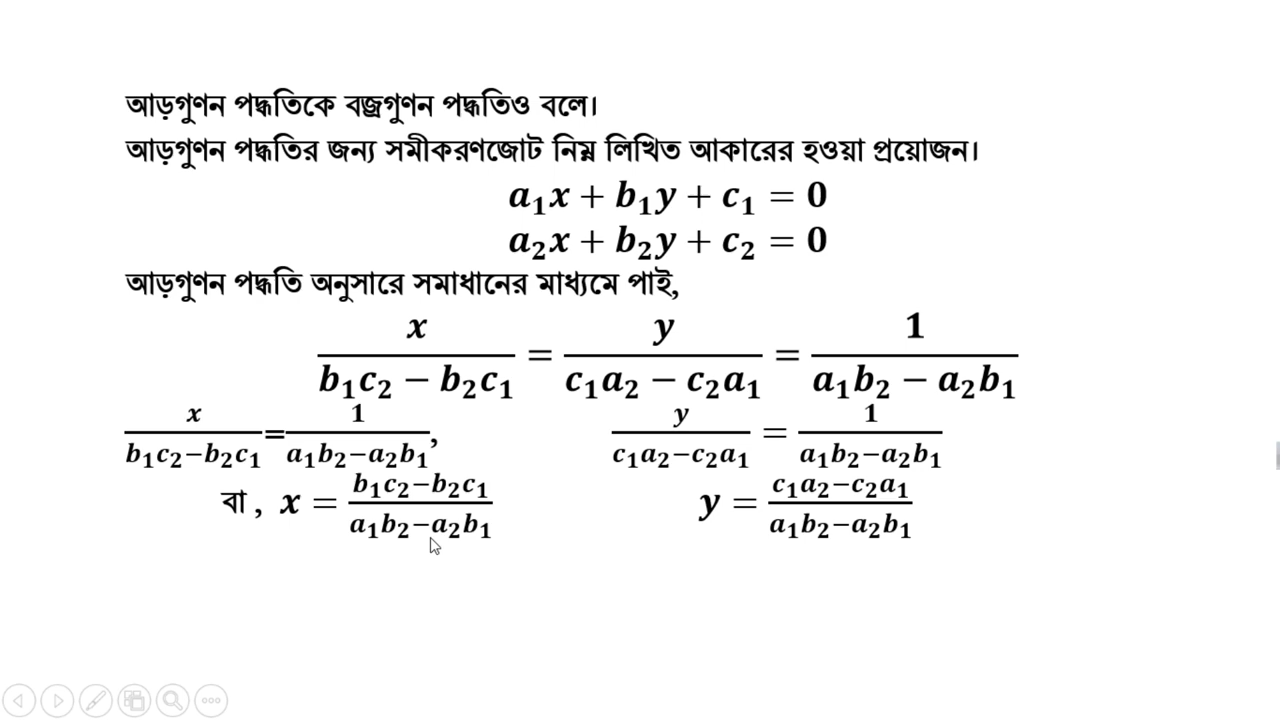 আড়গুণন পদ্ধতিকে বজ্রগুণন পদ্ধতিও বলে।
আড়গুণন পদ্ধতির জন্য সমীকরণজোট নিম্ন লিখিত আকারের হওয়া প্রয়োজন।
a₁x + b₁y + c₁ = 0
a₂x + b₂y + c₂ = 0
আড়গুণন পদ্ধতি অনুসারে সমাধানের মাধ্যমে পাই,
x/(b₁c₂ − b₂c₁) = y/(c₁a₂ − c₂a₁) = 1/(a₁b₂ − a₂b₁)
x/(b₁c₂−b₂c₁) = 1/(a₁b₂−a₂b₁), y/(c₁a₂−c₂a₁) = 1/(a₁b₂−a₂b₁)
বা , x = (b₁c₂−b₂c₁)/(a₁b₂−a₂b₁) y = (c₁a₂−c₂a₁)/(a₁b₂−a₂b₁)